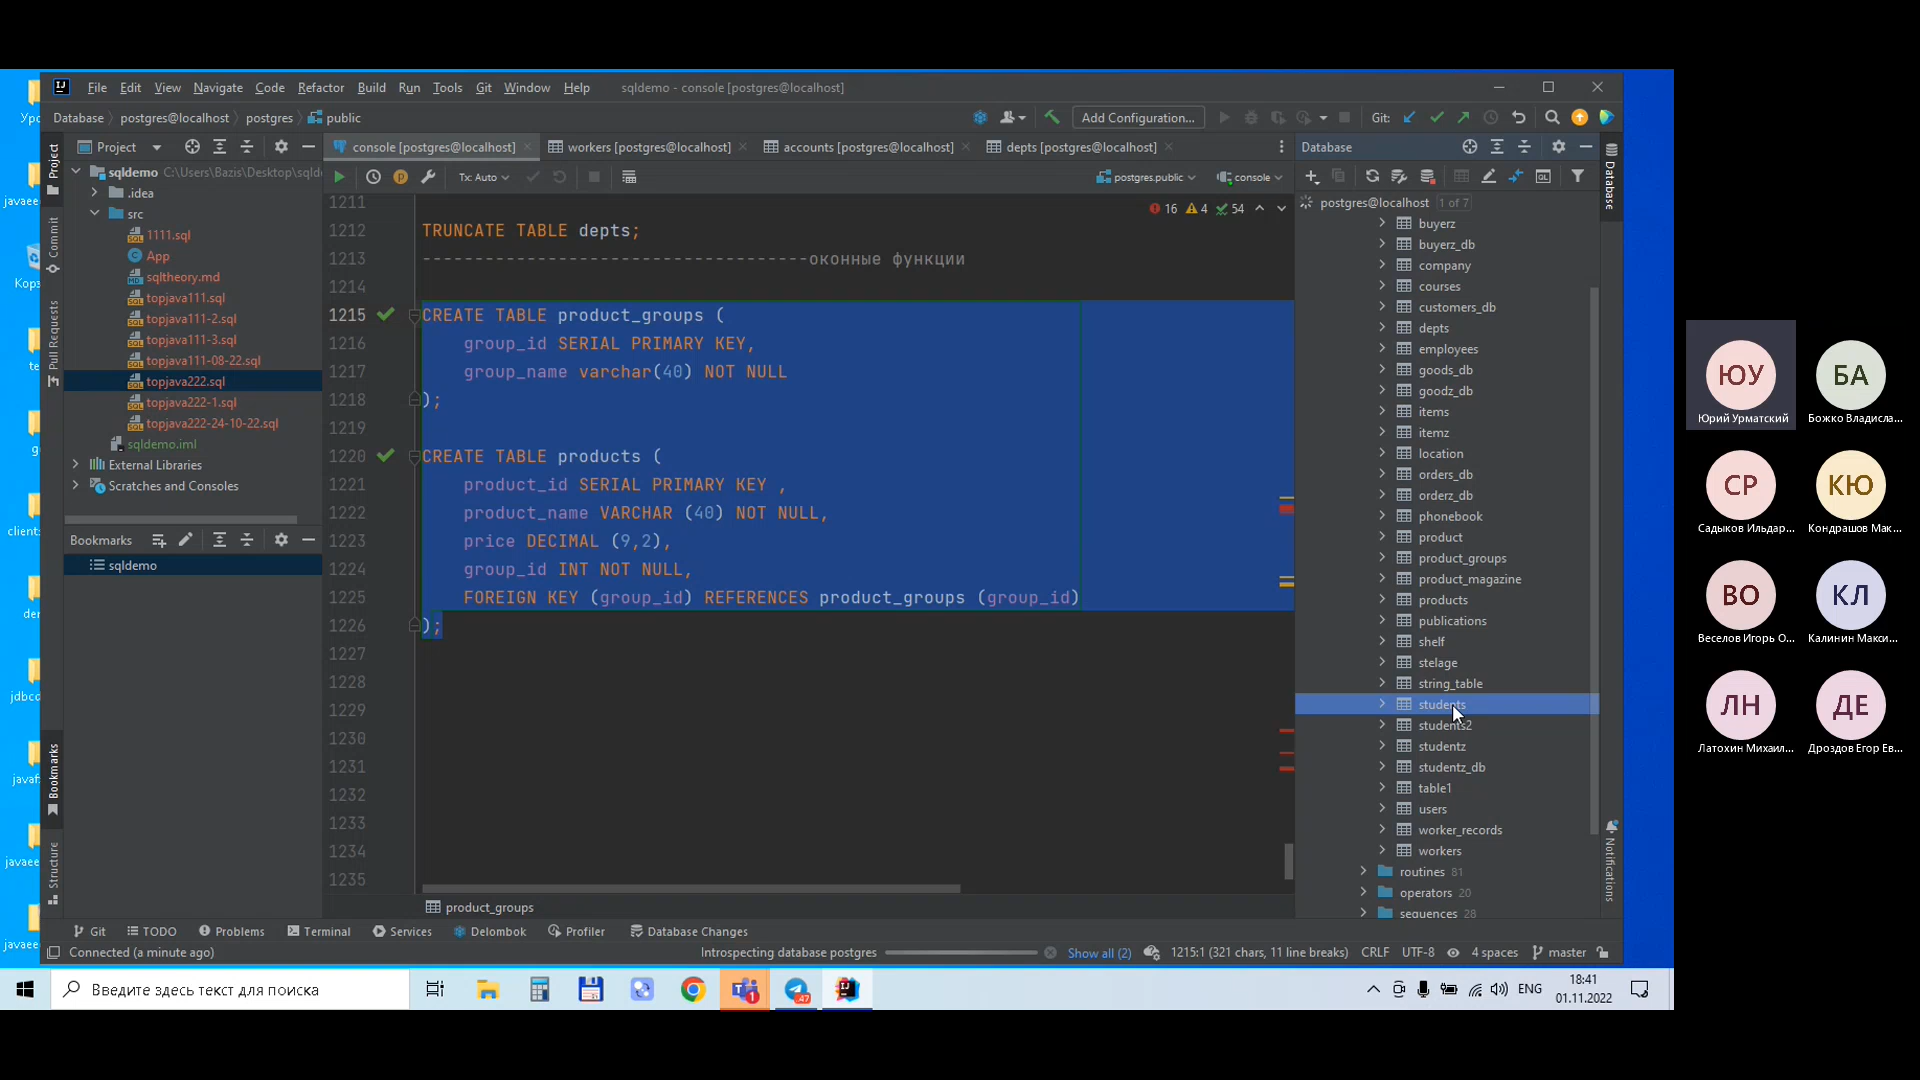 File Edit View Navigate Code Refactor Build Run Tools Git Window Help sqldemo - console [postgres@localhost]
Database postgres@localhost postgres public
Add Configuration... Git:
Project
console [postgres@localhost] workers [postgres@localhost] accounts [postgres@localhost] depts [postgres@localhost]
Database
Tx: Auto postgres.public console
Project
Commit
Pull Requests
Bookmarks
Structure
sqldemo C:\Users\Bazis\Desktop\sqld
.idea
src
1111.sql
App
sqltheory.md
topjava111.sql
topjava111-2.sql
topjava111-3.sql
topjava111-08-22.sql
topjava222.sql
topjava222-1.sql
topjava222-24-10-22.sql
sqldemo.iml
External Libraries
Scratches and Consoles
Bookmarks
sqldemo
16 4 54
1211
1212 TRUNCATE TABLE depts;
1213 -------------------------------------оконные функции
1214
1215 CREATE TABLE product_groups (
1216 group_id SERIAL PRIMARY KEY,
1217 group_name varchar(40) NOT NULL
1218 );
1219
1220 CREATE TABLE products (
1221 product_id SERIAL PRIMARY KEY ,
1222 product_name VARCHAR (40) NOT NULL,
1223 price DECIMAL (9,2),
1224 group_id INT NOT NULL,
1225 FOREIGN KEY (group_id) REFERENCES product_groups (group_id)
1226 );
1227
1228
1229
1230
1231
1232
1233
1234
1235
product_groups
postgres@localhost 1 of 7
buyerz
buyerz_db
company
courses
customers_db
depts
employees
goods_db
goodz_db
items
itemz
location
orders_db
orderz_db
phonebook
product
product_groups
product_magazine
products
publications
shelf
stelage
string_table
students
students2
studentz
studentz_db
table1
users
worker_records
workers
routines 81
operators 20
sequences 28
Database
Notifications
Git TODO Problems Terminal Services Lombok Profiler Database Changes
Connected (a minute ago) Introspecting database postgres Show all (2) 1215:1 (321 chars, 11 line breaks) CRLF UTF-8 4 spaces master
Введите здесь текст для поиска
1
47
ENG
18:41
01.11.2022
ЮУ
Юрий Урматский
БА
Божко Владисла...
СР
Садыков Ильдар...
КЮ
Кондрашов Мак...
ВО
Веселов Игорь О...
КЛ
Калинин Макси...
ЛН
Латохин Михаил...
ДЕ
Дроздов Егор Ев...